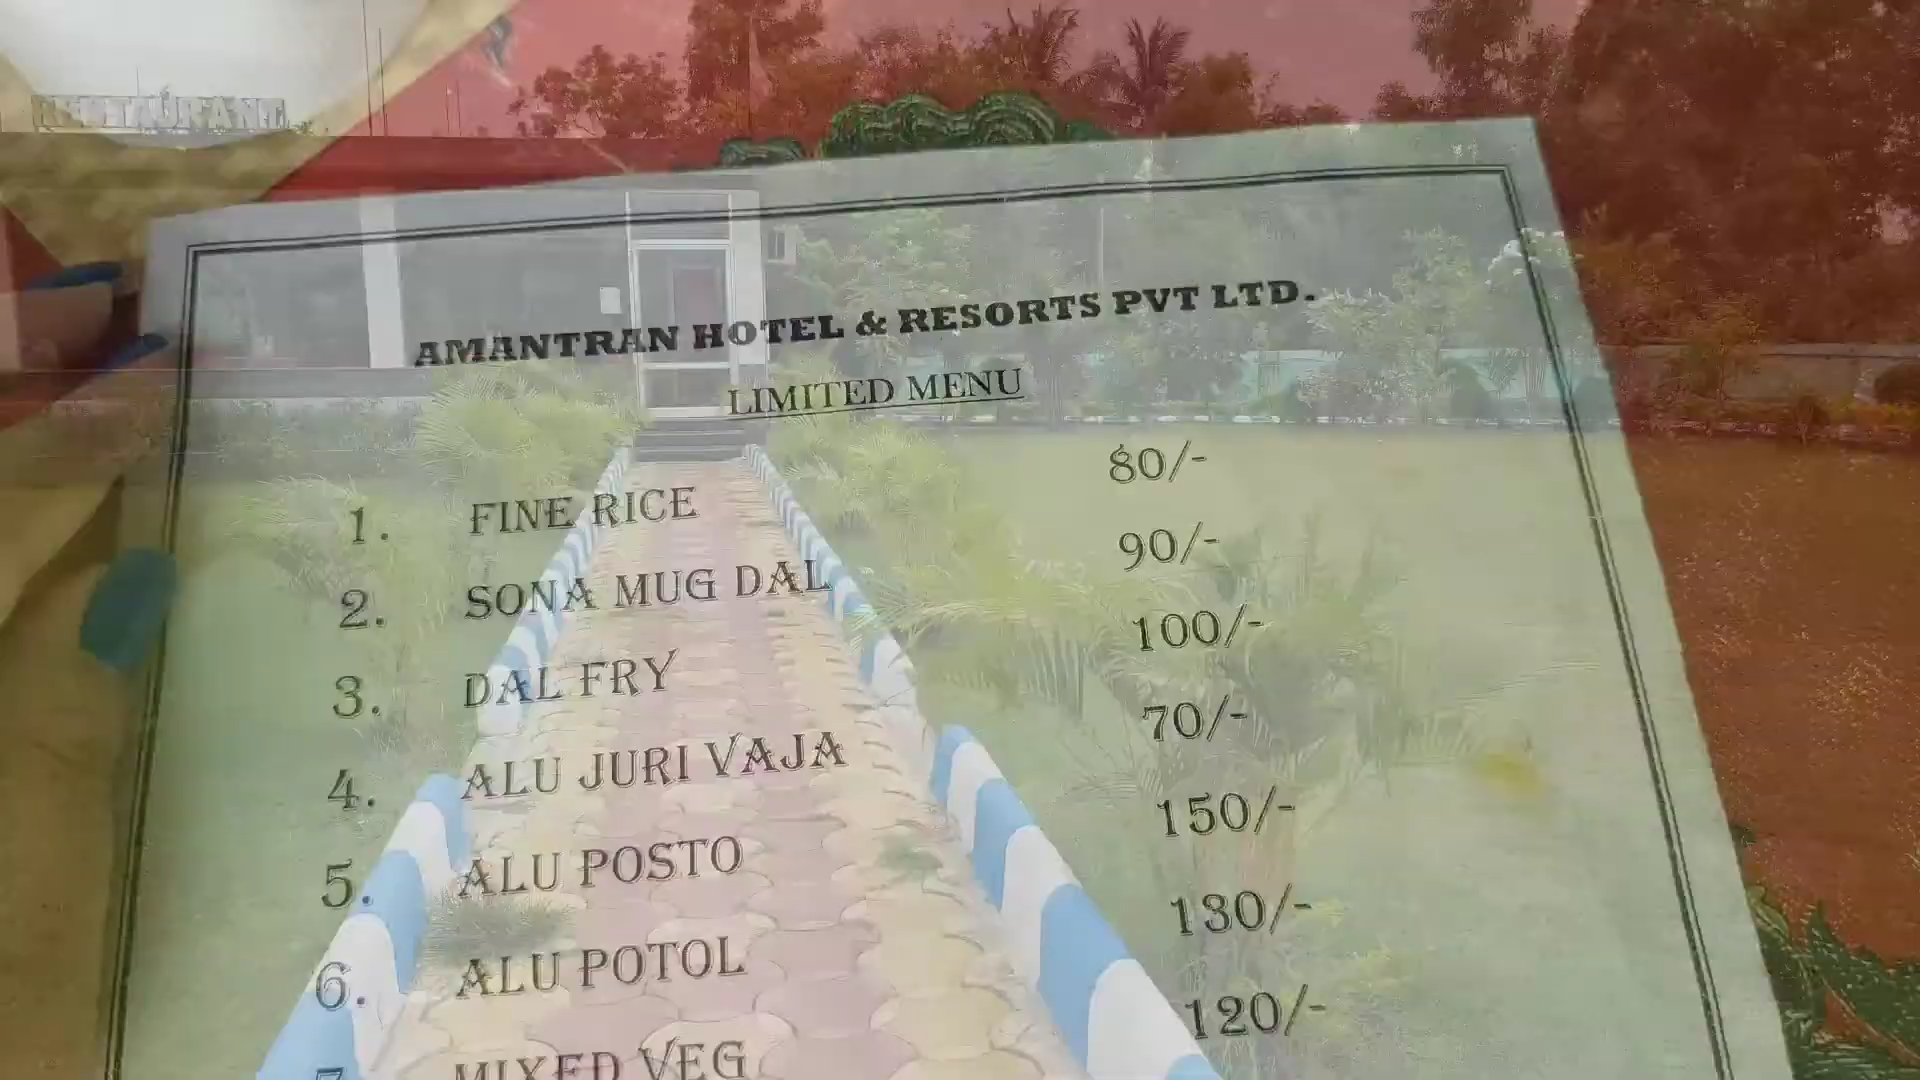 RESTAURANT
AMANTRAN HOTEL & RESORTS PVT LTD.
LIMITED MENU
1. FINE RICE 80/-
2. SONA MUG DAL 90/-
3. DAL FRY 100/-
4. ALU JURI VAJA 70/-
5. ALU POSTO 150/-
6. ALU POTOL 130/-
7. MIXED VEG 120/-